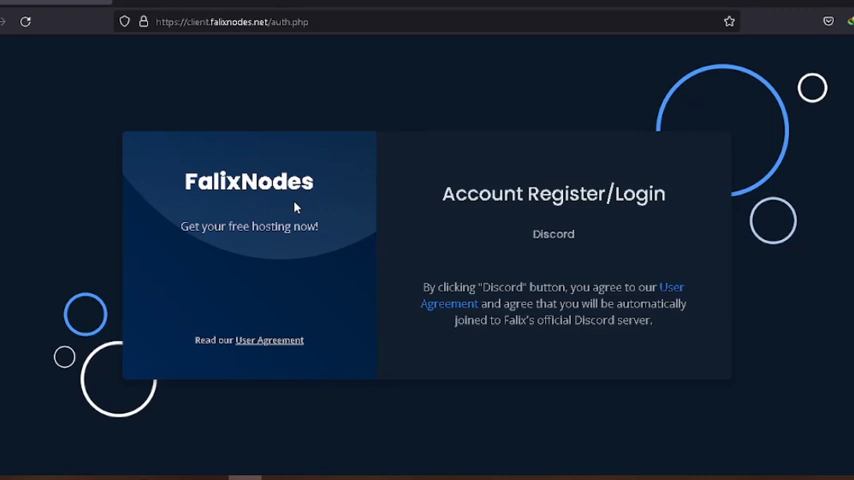 https://client.falixnodes.net/auth.php
FalixNodes
Get your free hosting now!
Read our User Agreement
Account Register/Login
Discord
By clicking "Discord" button, you agree to our User
Agreement and agree that you will be automatically
joined to Falix's official Discord server.